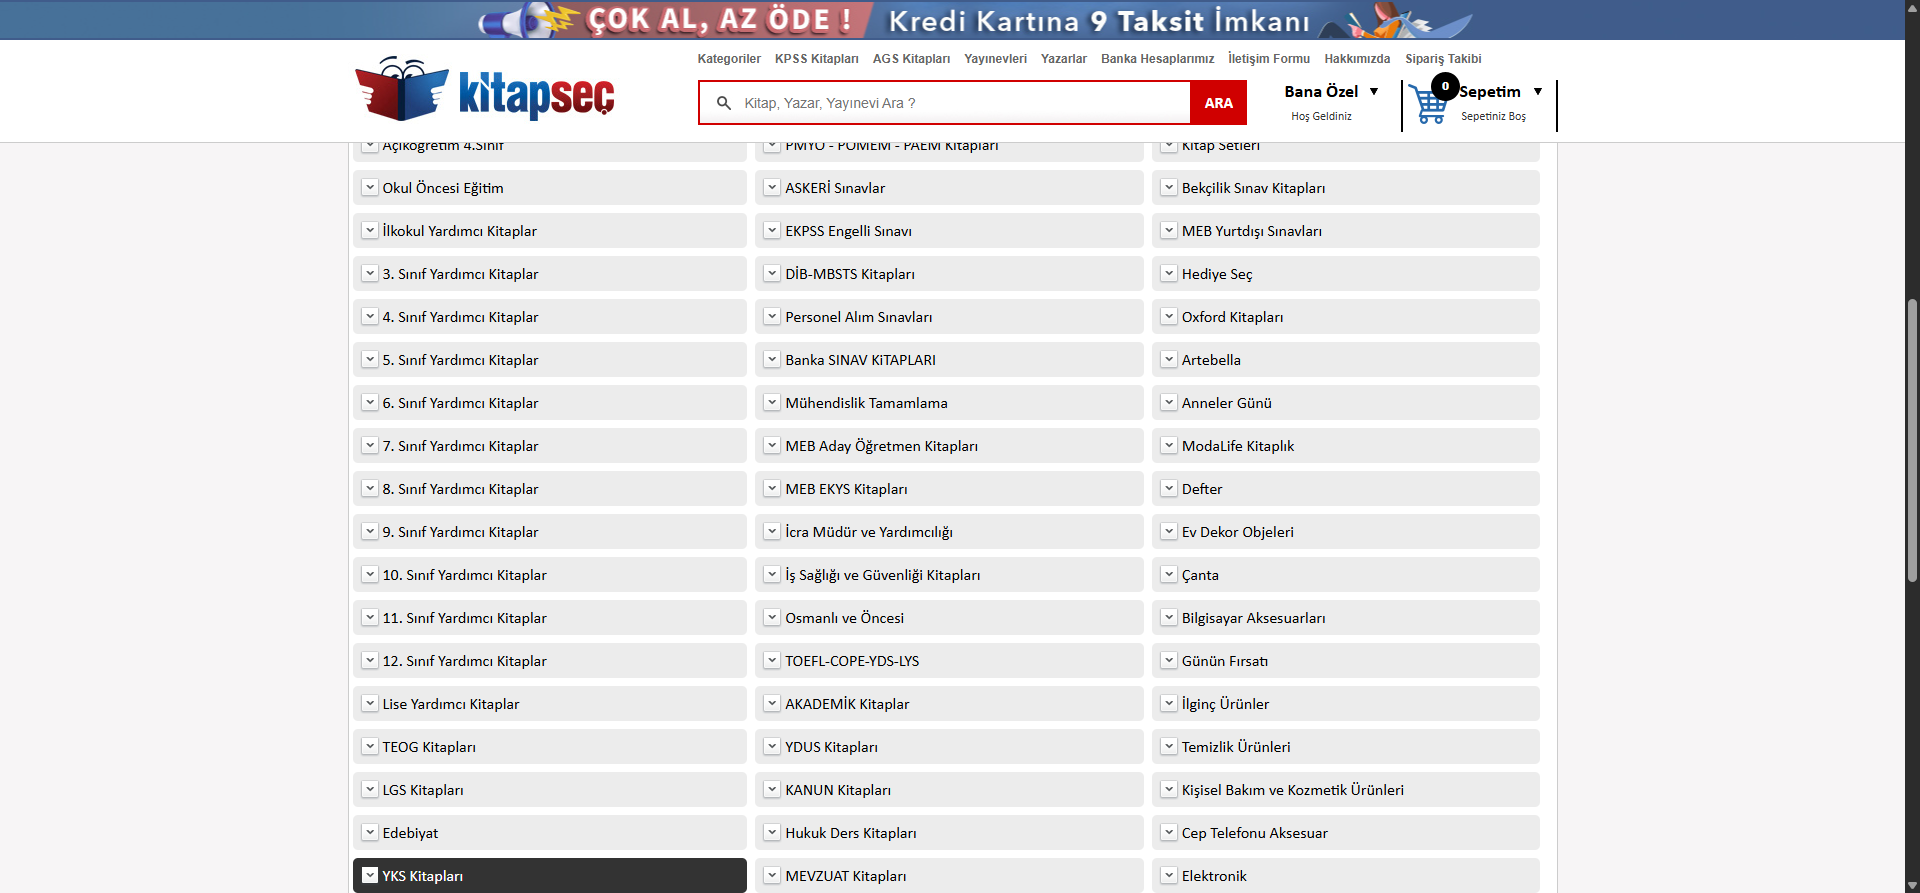 ÇOK AL, AZ ÖDE ! Kredi Kartına 9 Taksit İmkanı
Kategoriler KPSS Kitapları AGS Kitapları Yayınevleri Yazarlar Banka Hesaplarımız İletişim Formu Hakkımızda Sipariş Takibi
kitapseç
Kitap, Yazar, Yayınevi Ara ?
ARA
Bana Özel ▼
Hoş Geldiniz
0
Sepetim ▼
Sepetiniz Boş
Açıköğretim 4.Sınıf
PMYO - POMEM - PAEM Kitapları
Kitap Setleri
Okul Öncesi Eğitim
ASKERİ Sınavlar
Bekçilik Sınav Kitapları
İlkokul Yardımcı Kitaplar
EKPSS Engelli Sınavı
MEB Yurtdışı Sınavları
3. Sınıf Yardımcı Kitaplar
DİB-MBSTS Kitapları
Hediye Seç
4. Sınıf Yardımcı Kitaplar
Personel Alım Sınavları
Oxford Kitapları
5. Sınıf Yardımcı Kitaplar
Banka SINAV KiTAPLARI
Artebella
6. Sınıf Yardımcı Kitaplar
Mühendislik Tamamlama
Anneler Günü
7. Sınıf Yardımcı Kitaplar
MEB Aday Öğretmen Kitapları
ModaLife Kitaplık
8. Sınıf Yardımcı Kitaplar
MEB EKYS Kitapları
Defter
9. Sınıf Yardımcı Kitaplar
İcra Müdür ve Yardımcılığı
Ev Dekor Objeleri
10. Sınıf Yardımcı Kitaplar
İş Sağlığı ve Güvenliği Kitapları
Çanta
11. Sınıf Yardımcı Kitaplar
Osmanlı ve Öncesi
Bilgisayar Aksesuarları
12. Sınıf Yardımcı Kitaplar
TOEFL-COPE-YDS-LYS
Günün Fırsatı
Lise Yardımcı Kitaplar
AKADEMİK Kitaplar
İlginç Ürünler
TEOG Kitapları
YDUS Kitapları
Temizlik Ürünleri
LGS Kitapları
KANUN Kitapları
Kişisel Bakım ve Kozmetik Ürünleri
Edebiyat
Hukuk Ders Kitapları
Cep Telefonu Aksesuar
YKS Kitapları
MEVZUAT Kitapları
Elektronik